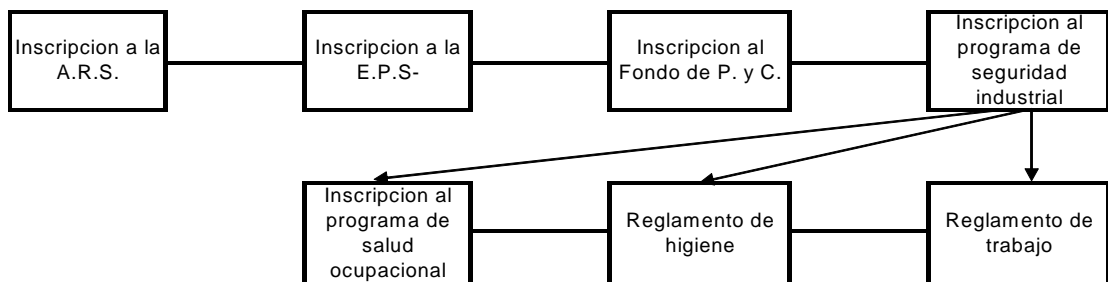 Inscripcion a la
A.R.S.
Inscripcion a la
E.P.S-
Inscripcion al
Fondo de P. y C.
Inscripcion al
programa de
seguridad
industrial
Inscripcion al
programa de
salud
ocupacional
Reglamento de
higiene
Reglamento de
trabajo